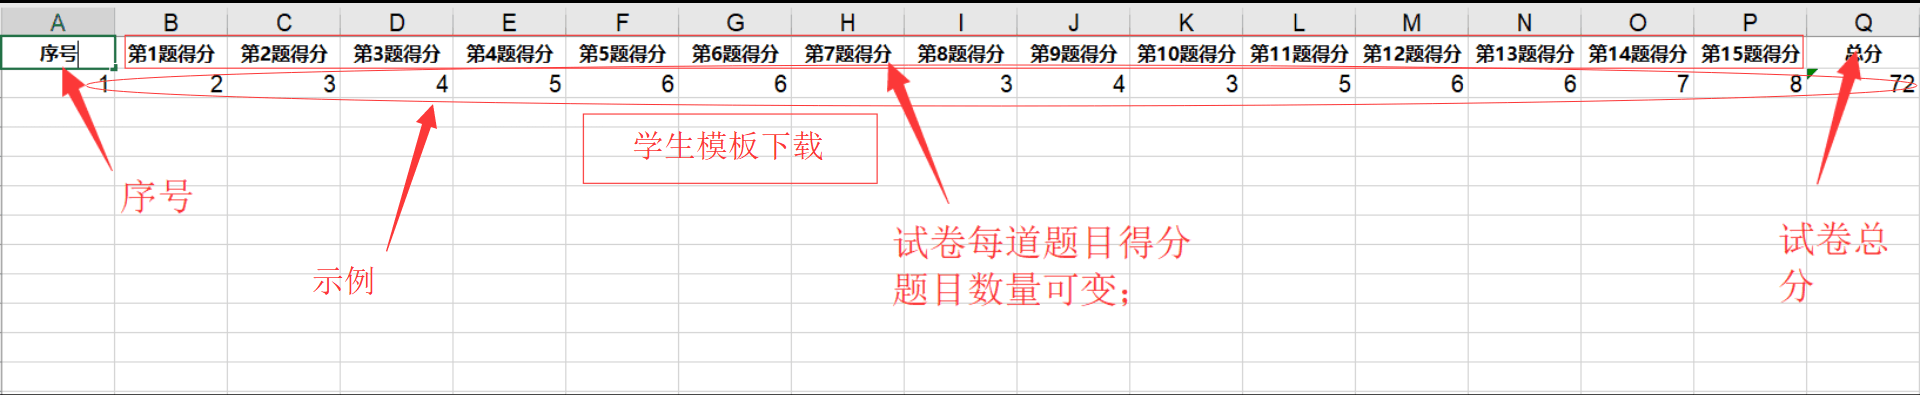 A B C D E F G H I J K L M N O P Q
序号 第1题得分 第2题得分 第3题得分 第4题得分 第5题得分 第6题得分 第7题得分 第8题得分 第9题得分 第10题得分 第11题得分 第12题得分 第13题得分 第14题得分 第15题得分 总分
1 2 3 4 5 6 6 3 4 3 5 6 6 7 8 72
学生模板下载
序号
示例
试卷每道题目得分
题目数量可变;
试卷总
分